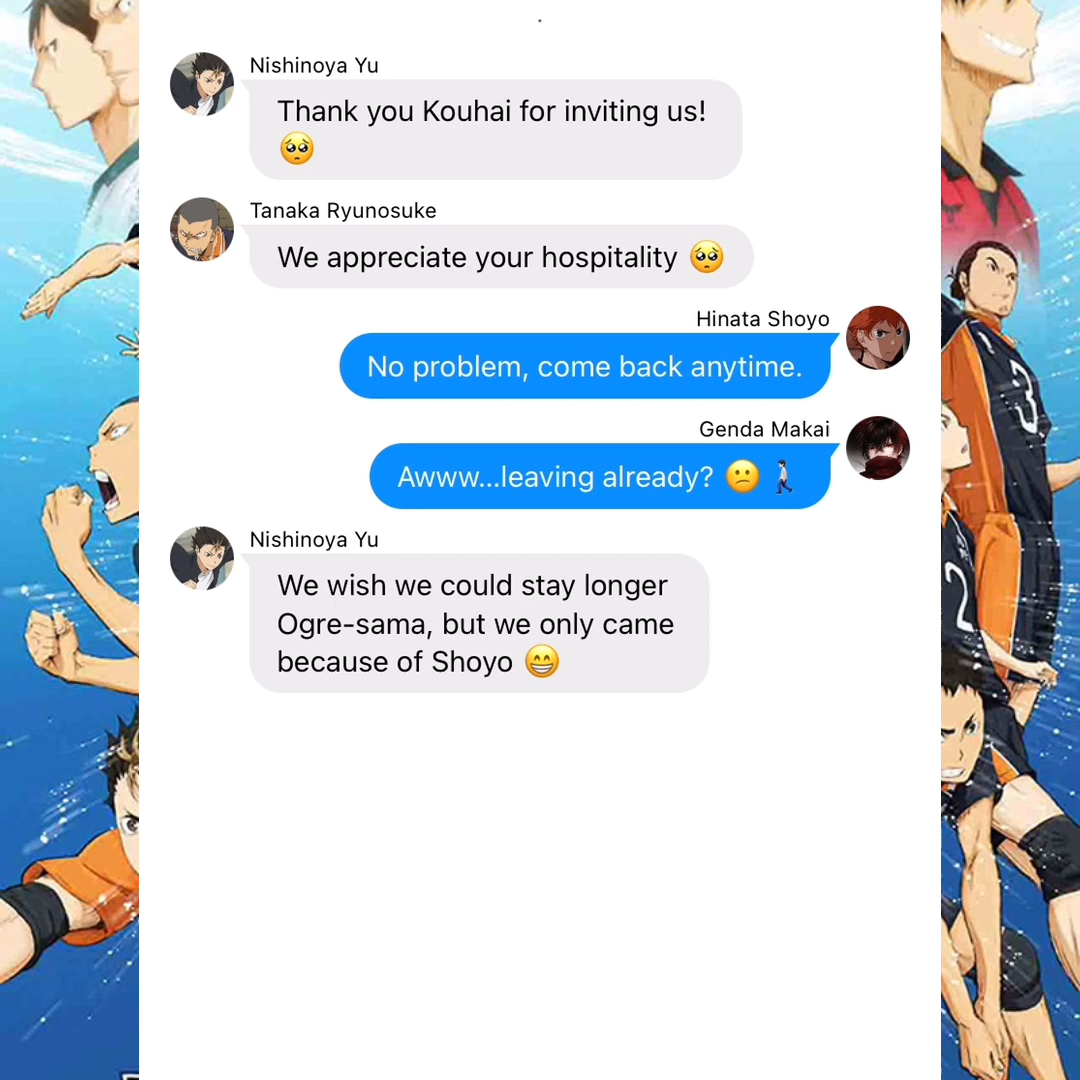 Nishinoya Yu
Thank you Kouhai for inviting us!
🥺
Tanaka Ryunosuke
We appreciate your hospitality 🥺
Hinata Shoyo
No problem, come back anytime.
Genda Makai
Awww...leaving already? 😕 🚶
Nishinoya Yu
We wish we could stay longer
Ogre-sama, but we only came
because of Shoyo 😁
3
2